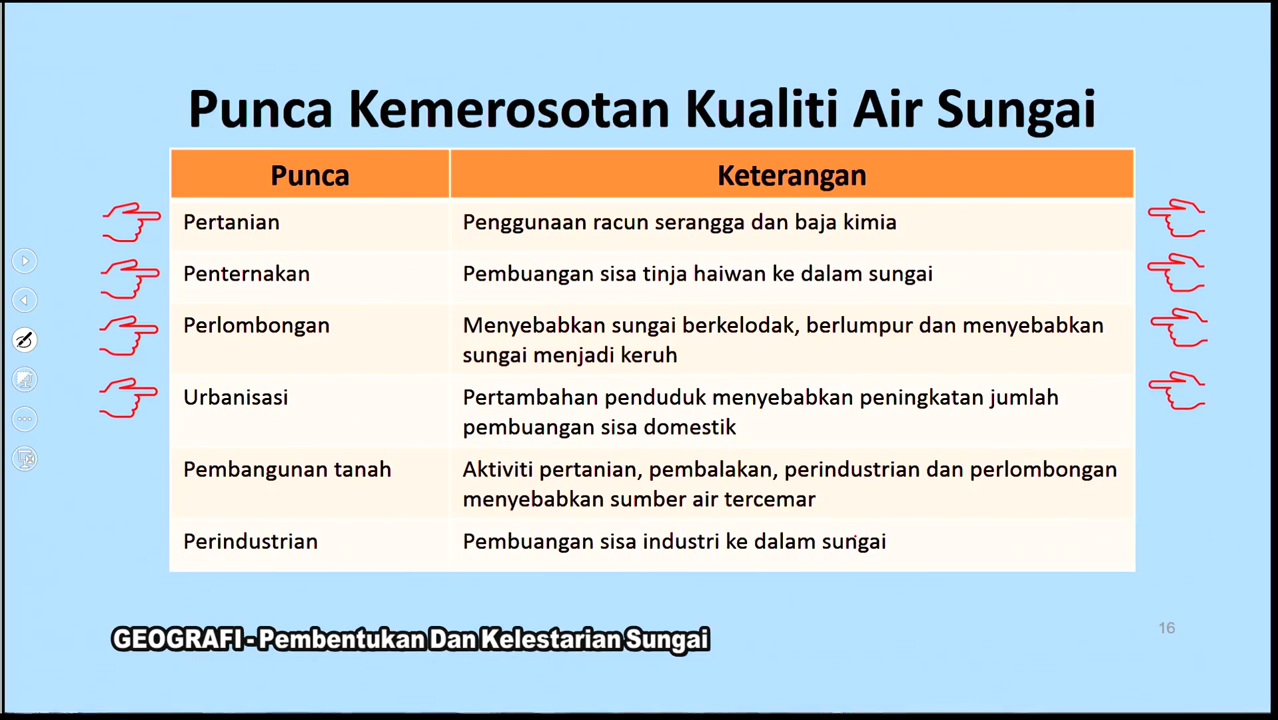 Punca Kemerosotan Kualiti Air Sungai
Punca
Keterangan
Pertanian
Penggunaan racun serangga dan baja kimia
Penternakan
Pembuangan sisa tinja haiwan ke dalam sungai
Perlombongan
Menyebabkan sungai berkelodak, berlumpur dan menyebabkan
sungai menjadi keruh
Urbanisasi
Pertambahan penduduk menyebabkan peningkatan jumlah
pembuangan sisa domestik
Pembangunan tanah
Aktiviti pertanian, pembalakan, perindustrian dan perlombongan
menyebabkan sumber air tercemar
Perindustrian
Pembuangan sisa industri ke dalam sungai
GEOGRAFI - Pembentukan Dan Kelestarian Sungai
16